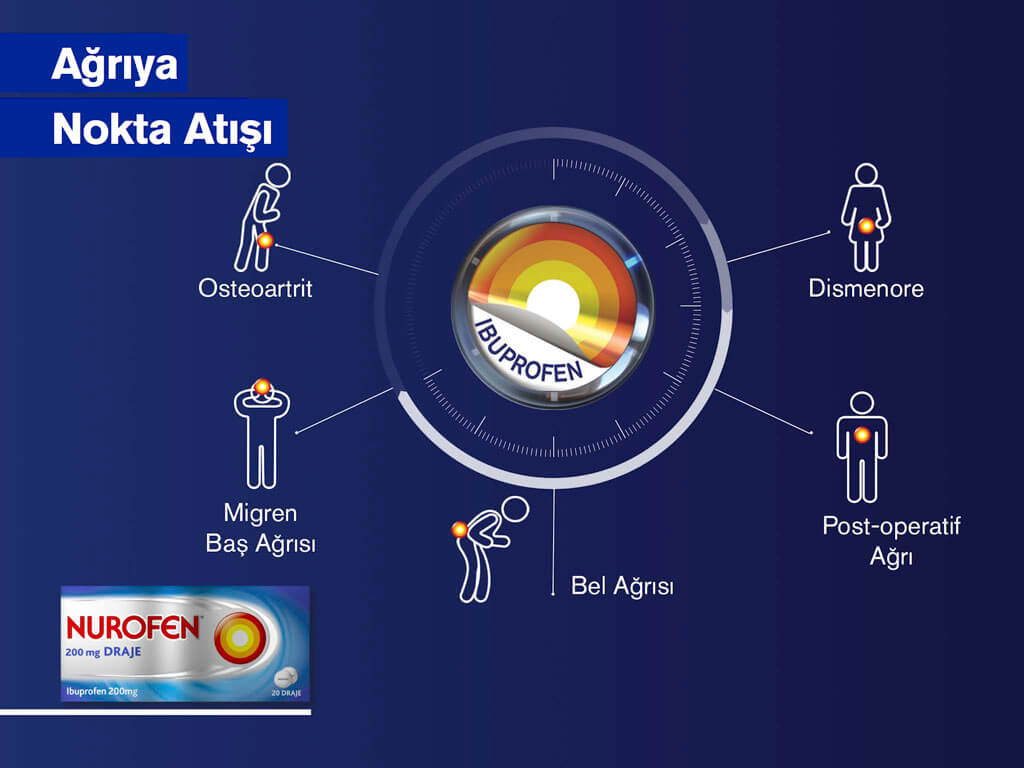 Ağrıya
Nokta Atışı
Osteoartrit
Dismenore
IBUPROFEN
Migren
Baş Ağrısı
Post-operatif
Ağrı
Bel Ağrısı
NUROFEN
200 mg DRAJE
Ibuprofen 200mg
20 DRAJE